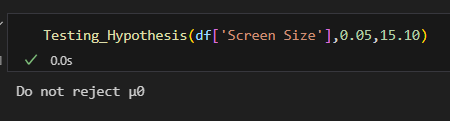 Testing_Hypothesis(df['Screen Size'],0.05,15.10)
0.0s
Do not reject μ0